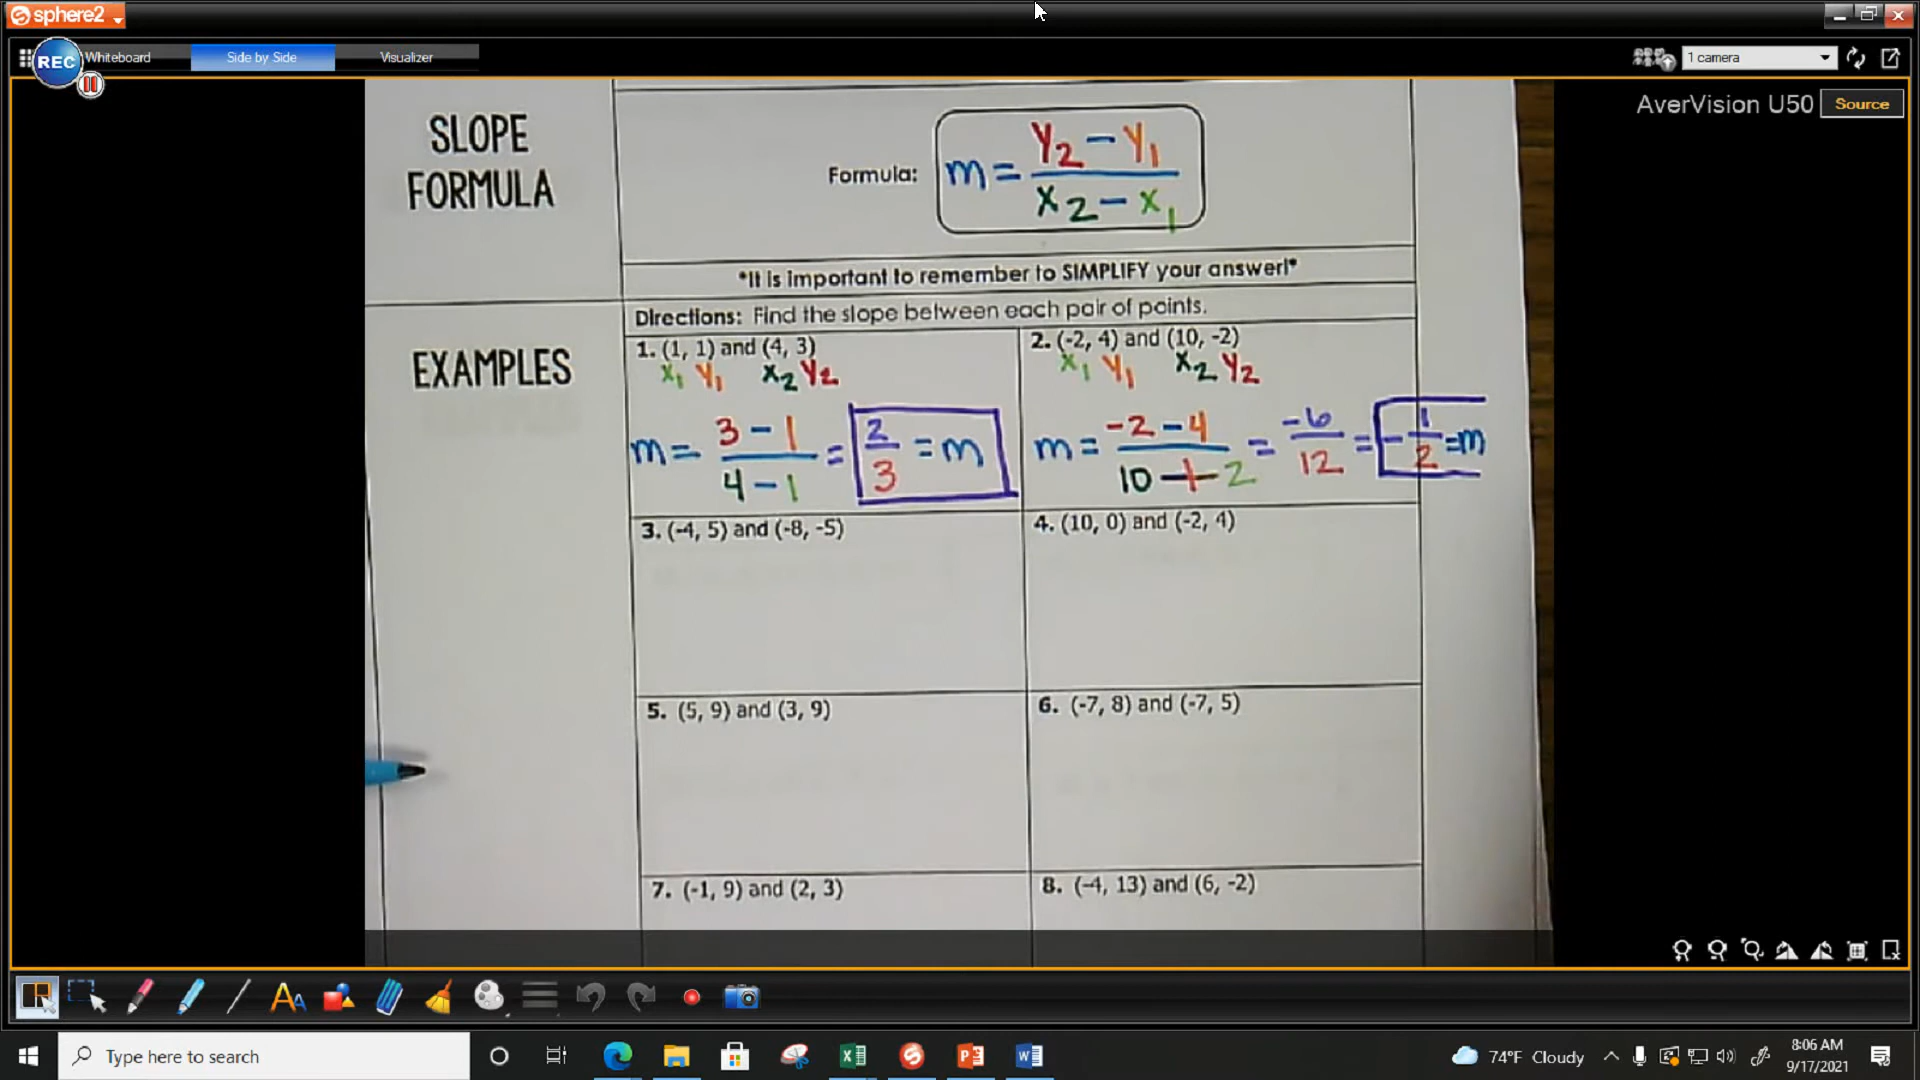 sphere2
REC
Whiteboard
Side by Side
Visualizer
1 camera
AverVision U50
Source
SLOPE
FORMULA
Formula: m = y₂ - y₁ / x₂ - x₁
*It is important to remember to SIMPLIFY your answer!*
Directions: Find the slope between each pair of points.
EXAMPLES
1. (1, 1) and (4, 3)
x₁ y₁ x₂ y₂
m = 3 - 1 / 4 - 1 = 2 / 3 = m
2. (-2, 4) and (10, -2)
x₁ y₁ x₂ y₂
m = -2 - 4 / 10 + 2 = -6 / 12 = - 1 / 2 = m
3. (-4, 5) and (-8, -5)
4. (10, 0) and (-2, 4)
5. (5, 9) and (3, 9)
6. (-7, 8) and (-7, 5)
7. (-1, 9) and (2, 3)
8. (-4, 13) and (6, -2)
Type here to search
74°F Cloudy
8:06 AM
9/17/2021